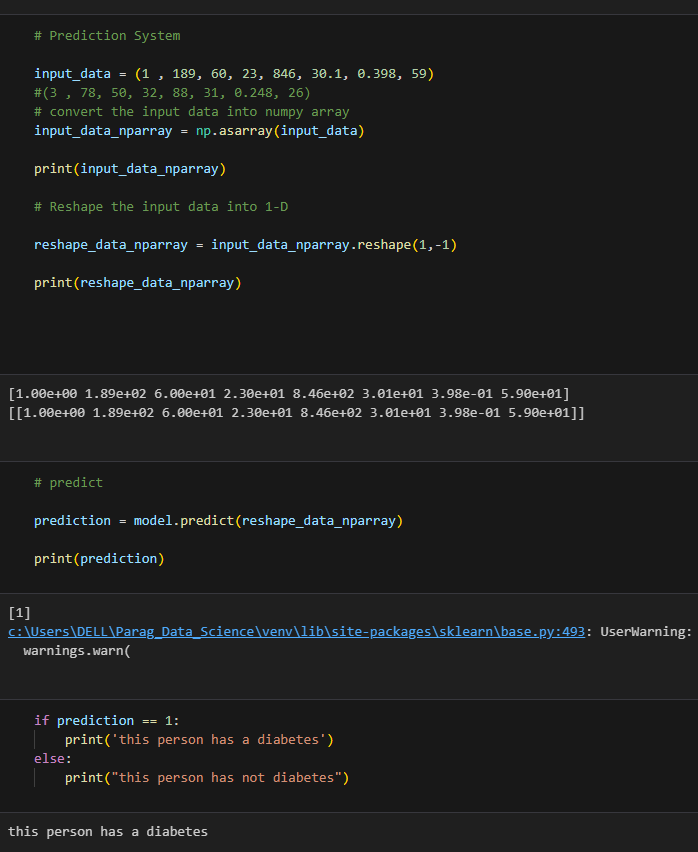 # Prediction System
input_data = (1 , 189, 60, 23, 846, 30.1, 0.398, 59)
#(3 , 78, 50, 32, 88, 31, 0.248, 26)
# convert the input data into numpy array
input_data_nparray = np.asarray(input_data)
print(input_data_nparray)
# Reshape the input data into 1-D
reshape_data_nparray = input_data_nparray.reshape(1,-1)
print(reshape_data_nparray)
[1.00e+00 1.89e+02 6.00e+01 2.30e+01 8.46e+02 3.01e+01 3.98e-01 5.90e+01]
[[1.00e+00 1.89e+02 6.00e+01 2.30e+01 8.46e+02 3.01e+01 3.98e-01 5.90e+01]]
# predict
prediction = model.predict(reshape_data_nparray)
print(prediction)
[1]
c:\Users\DELL\Parag_Data_Science\venv\lib\site-packages\sklearn\base.py:493: UserWarning:
warnings.warn(
if prediction == 1:
print('this person has a diabetes')
else:
print("this person has not diabetes")
this person has a diabetes